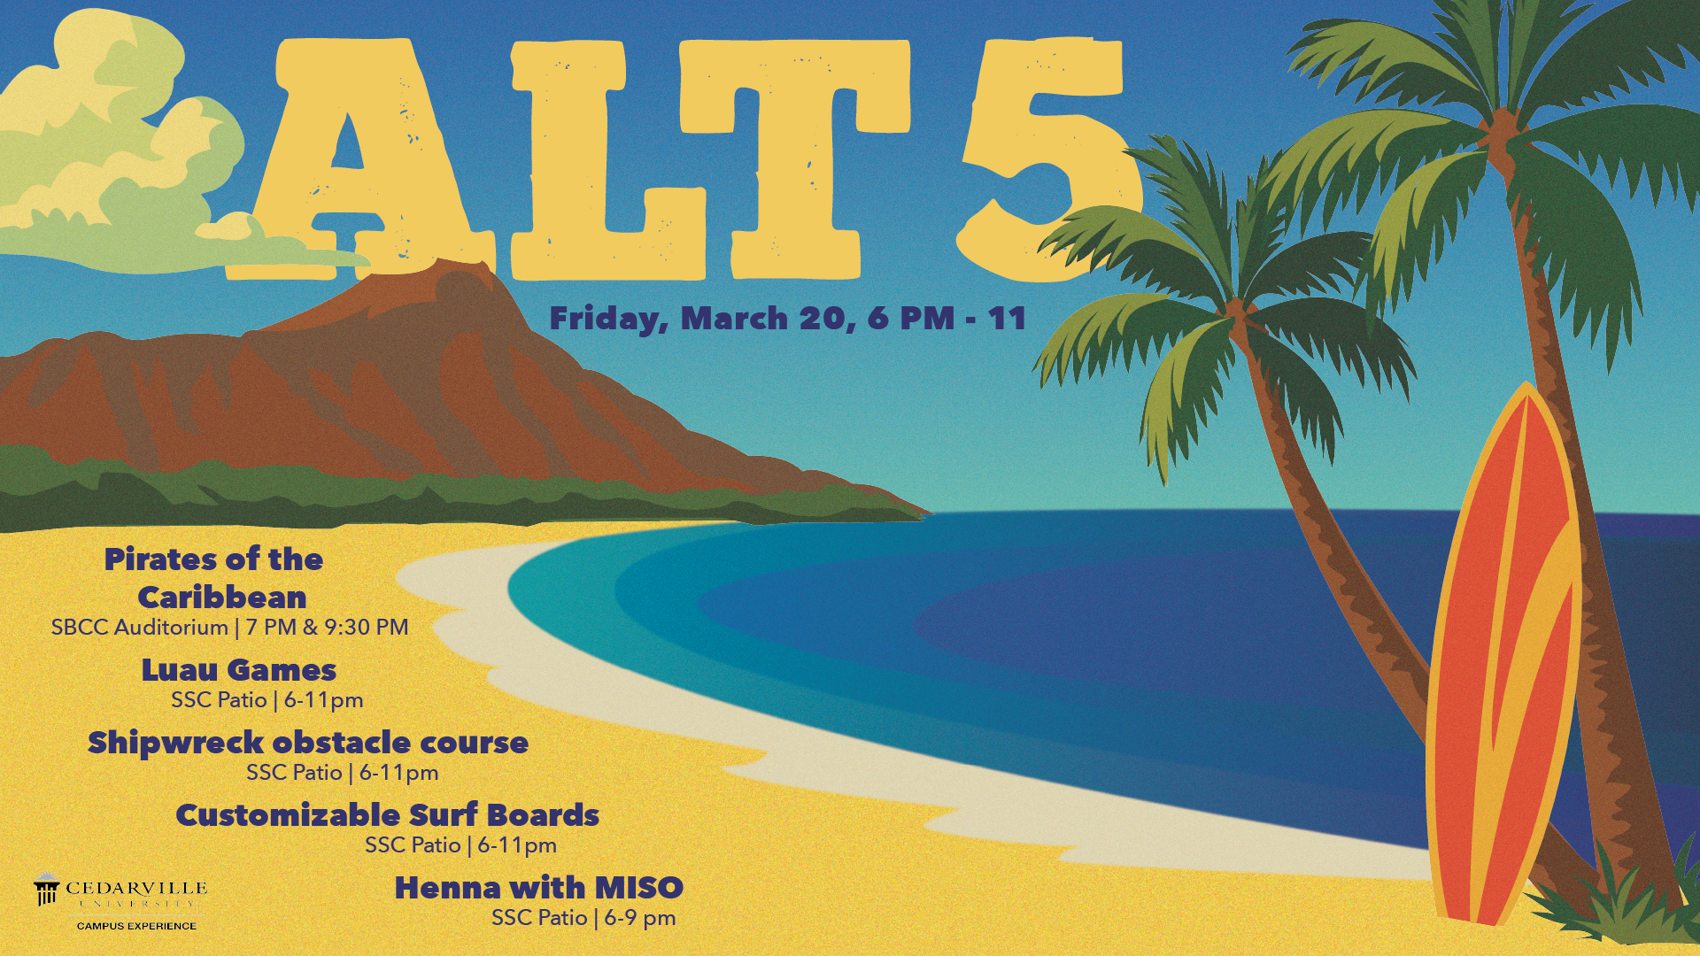 ALT 5
Friday, March 20, 6 PM - 11
Pirates of the
Caribbean
SBCC Auditorium | 7 PM & 9:30 PM
Luau Games
SSC Patio | 6-11pm
Shipwreck obstacle course
SSC Patio | 6-11pm
Customizable Surf Boards
SSC Patio | 6-11pm
Henna with MISO
SSC Patio | 6-9 pm
CEDARVILLE
UNIVERSITY
CAMPUS EXPERIENCE